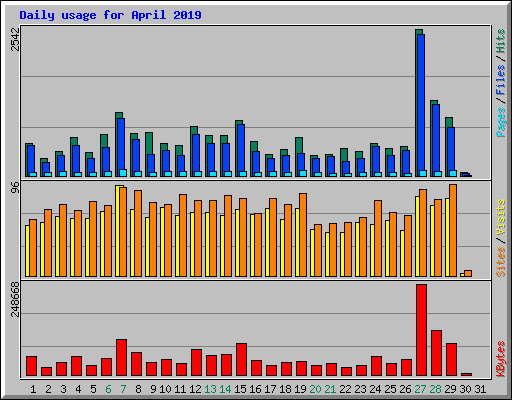 Daily usage for April 2019
2542
Pages / Files / Hits
96
Sites / Visits
248668
KBytes
1 2 3 4 5 6 7 8 9 10 11 12 13 14 15 16 17 18 19 20 21 22 23 24 25 26 27 28 29 30 31